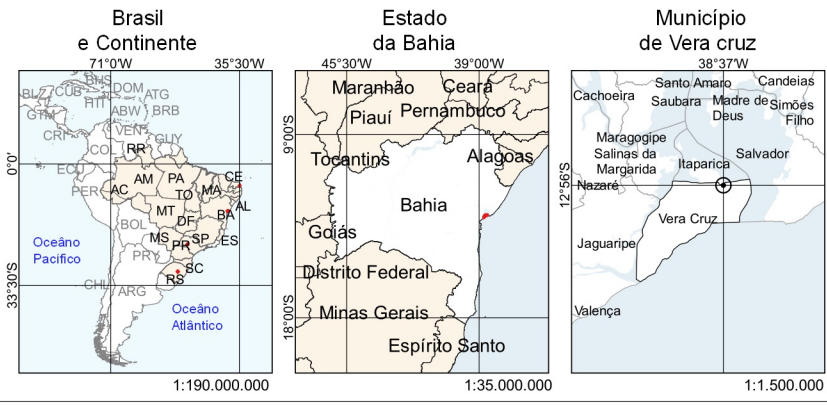 Brasil
e Continente
71°0'W
35°30'W
0°0'
33°30'S
BHS
DOM
BLZ
CUB
ATG
HTI
GTM
ABW
BRB
CRI
VEN
GUY
COL
RR
ECU
AM
PA
CE
PER
AC
TO
MA
MT
AL
DF
BA
BOL
MS
SP
ES
PR
PRY
SC
RS
CHL
ARG
Oceâno
Pacífico
Oceâno
Atlântico
1:190.000.000
Estado
da Bahia
45°30'W
39°00'W
9°00'S
18°00'S
Maranhão
Ceará
Piauí
Pernambuco
Tocantins
Alagoas
Bahia
Goiás
Distrito Federal
Minas Gerais
Espírito Santo
1:35.000.000
Município
de Vera cruz
38°37'W
12°56'S
Santo Amaro
Candeias
Cachoeira
Saubara
Madre de
Deus
Simões
Filho
Maragogipe
Salinas da
Margarida
Itaparica
Salvador
Nazaré
Vera Cruz
Jaguaripe
Valença
1:1.500.000